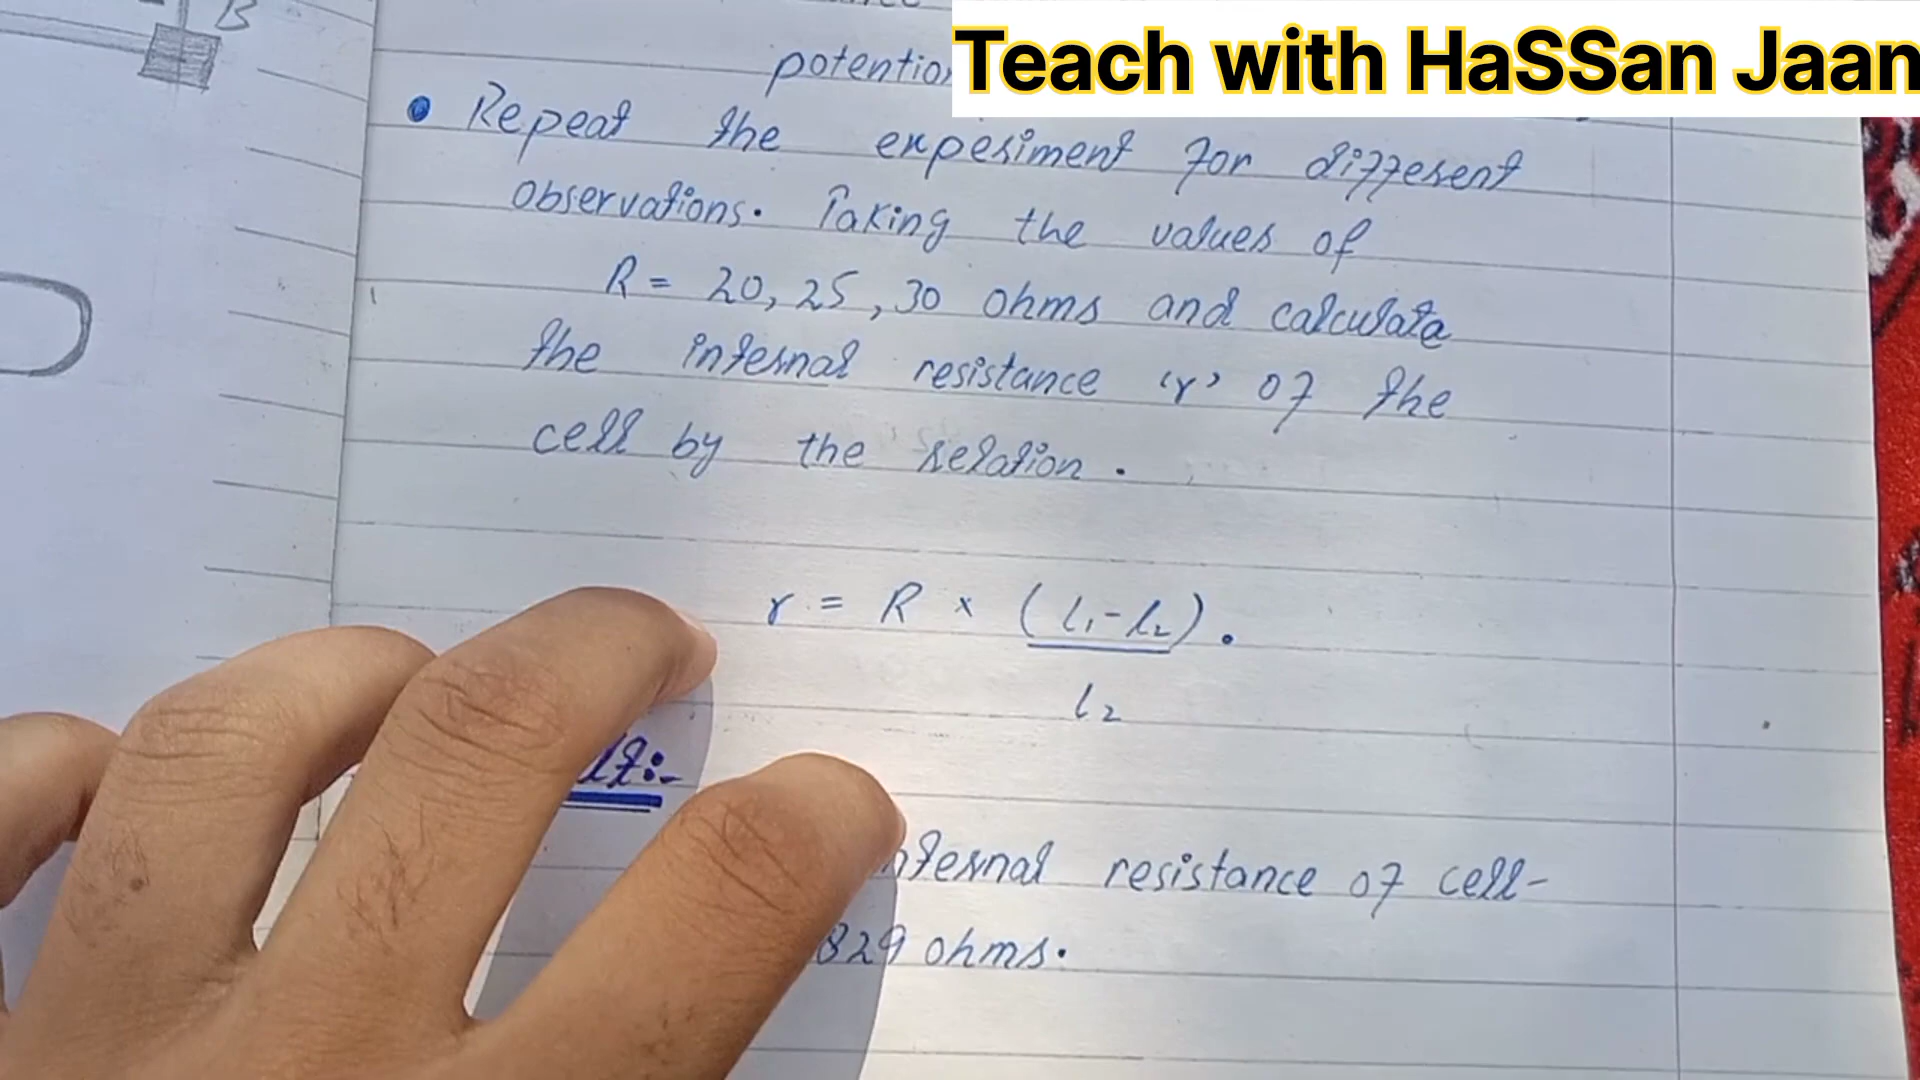 B
Teach with HaSSan Jaan
• Repeat the experiment for different
observations. Taking the values of
R = 20, 25, 30 ohms and calculate
the internal resistance 'r' of the
cell by the relation.
r = R × (l₁-l₂).
l₂
resistance of cell-
ohms.